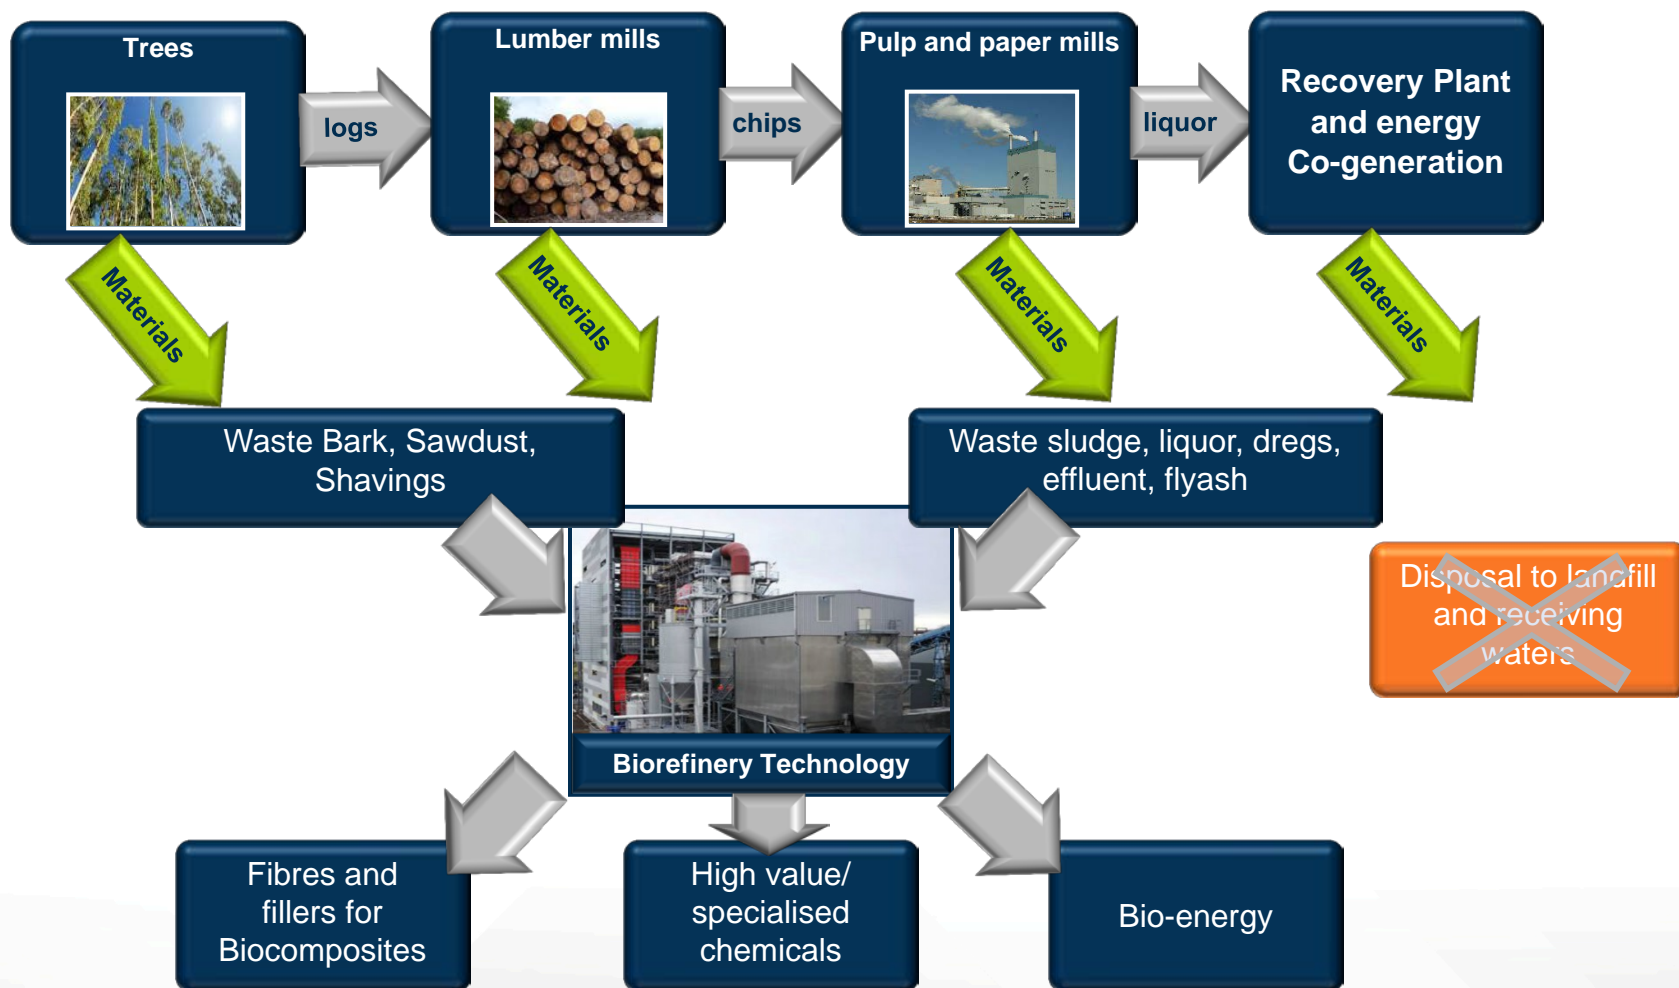 Trees
Lumber mills
Pulp and paper mills
Recovery Plant
and energy
Co-generation
logs
chips
liquor
Materials
Materials
Materials
Materials
Waste Bark, Sawdust,
Shavings
Waste sludge, liquor, dregs,
effluent, flyash
Disposal to landfill
and receiving
waters
Biorefinery Technology
Fibres and
fillers for
Biocomposites
High value/
specialised
chemicals
Bio-energy